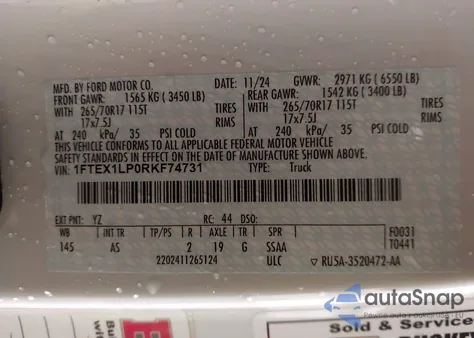 MFD. BY FORD MOTOR CO.
DATE: 11/24 GVWR: 2971 KG ( 6550 LB)
FRONT GAWR: 1565 KG ( 3450 LB)
REAR GAWR: 1542 KG ( 3400 LB)
WITH 265/70R17 115T TIRES
WITH 265/70R17 115T TIRES
17x7.5J RIMS
17x7.5J RIMS
AT 240 kPa/ 35 PSI COLD
AT 240 kPa/ 35 PSI COLD
THIS VEHICLE CONFORMS TO ALL APPLICABLE FEDERAL MOTOR VEHICLE
SAFETY STANDARDS IN EFFECT ON THE DATE OF MANUFACTURE SHOWN ABOVE.
VIN: 1FTEX1LP0RKF74731 TYPE: Truck
EXT PNT: YZ RC: 44 DSO:
WB INT TR TP/PS R AXLE TR SPR
F0031
T0441
145 AS 2 19 G SSAA
2202411265124 ULC ▽ RU5A-3520472-AA
autoSnap
Sold & Service